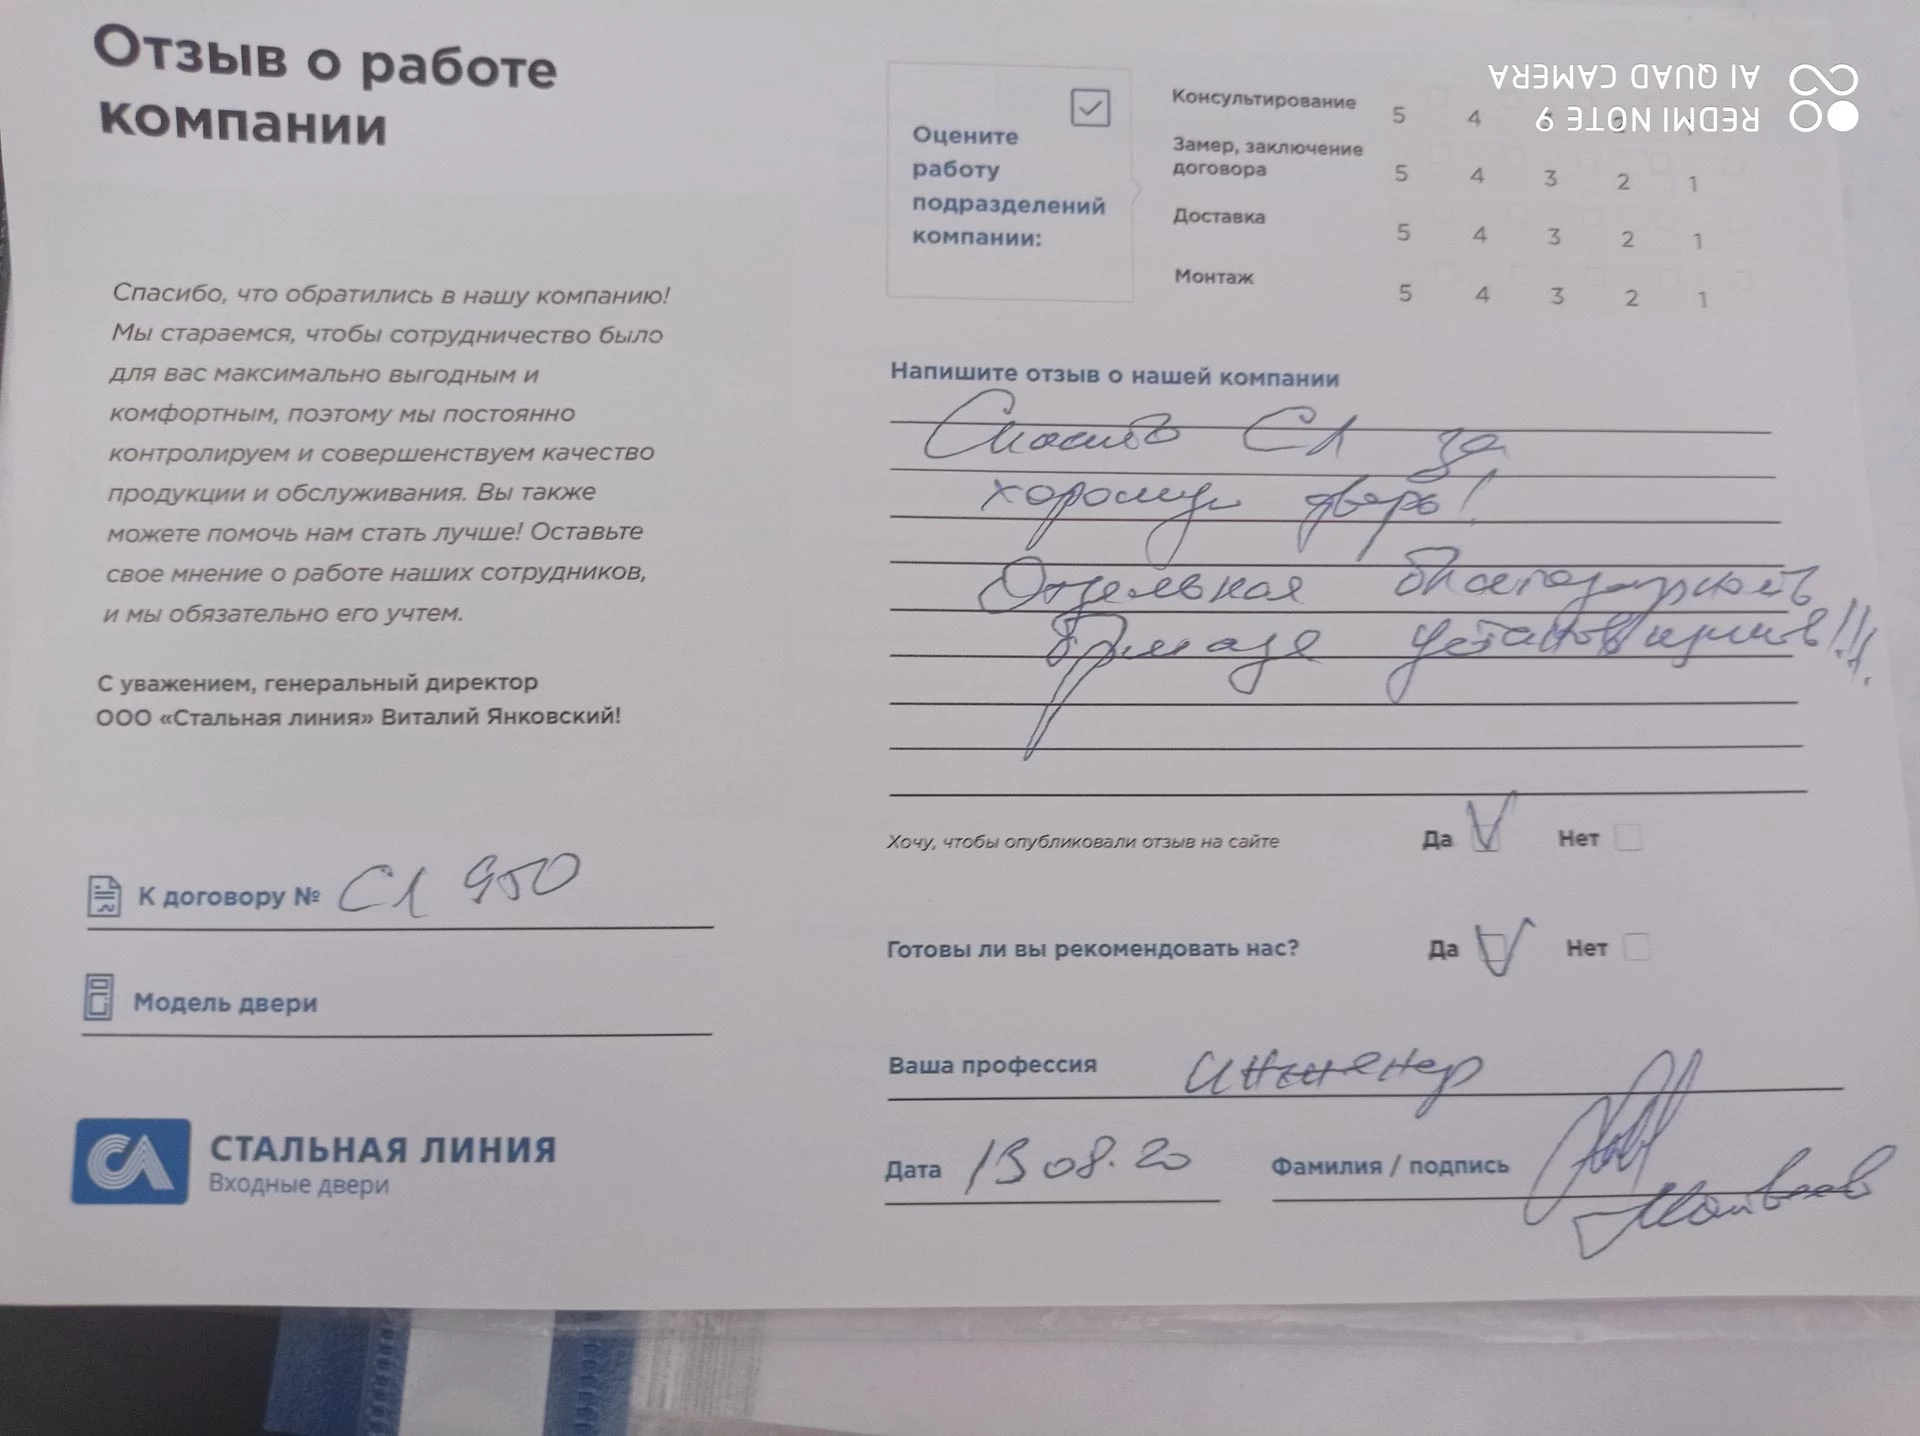 Отзыв о работе
компании
Спасибо, что обратились в нашу компанию!
Мы стараемся, чтобы сотрудничество было
для вас максимально выгодным и
комфортным, поэтому мы постоянно
контролируем и совершенствуем качество
продукции и обслуживания. Вы также
можете помочь нам стать лучше! Оставьте
свое мнение о работе наших сотрудников,
и мы обязательно его учтем.
С уважением, генеральный директор
ООО «Стальная линия» Виталий Янковский!
К договору № СЛ 950
Модель двери
СТАЛЬНАЯ ЛИНИЯ
Входные двери
Оцените
работу
подразделений
компании:
Консультирование 5 4
Замер, заключение
договора 5 4 3 2 1
Доставка 5 4 3 2 1
Монтаж 5 4 3 2 1
Напишите отзыв о нашей компании
Спасибо СЛ за
хорошую дверь!
Отдельная благодарность
бригаде установщиков!!!
Хочу, чтобы опубликовали отзыв на сайте Да Нет
Готовы ли вы рекомендовать нас? Да Нет
Ваша профессия инженер
Дата 13 08.20 Фамилия / подпись
Матвеев
REDMI NOTE 9
AI QUAD CAMERA